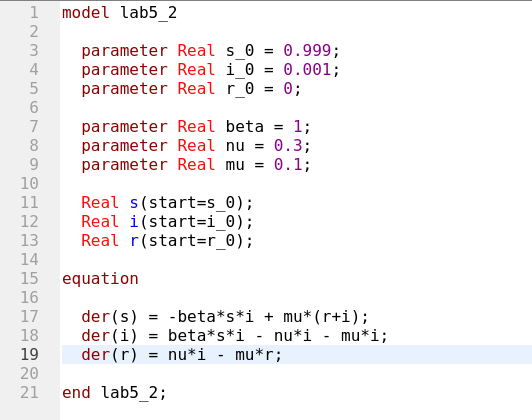 1 model lab5_2
2
3 parameter Real s_0 = 0.999;
4 parameter Real i_0 = 0.001;
5 parameter Real r_0 = 0;
6
7 parameter Real beta = 1;
8 parameter Real nu = 0.3;
9 parameter Real mu = 0.1;
10
11 Real s(start=s_0);
12 Real i(start=i_0);
13 Real r(start=r_0);
14
15 equation
16
17 der(s) = -beta*s*i + mu*(r+i);
18 der(i) = beta*s*i - nu*i - mu*i;
19 der(r) = nu*i - mu*r;
20
21 end lab5_2;